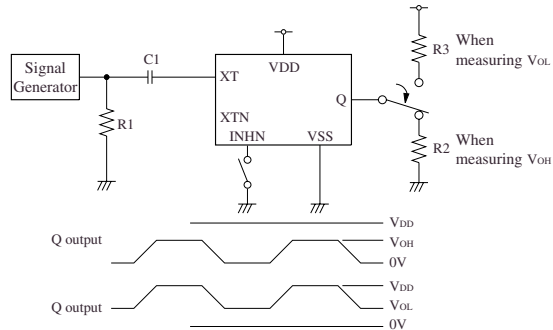 Signal
Generator
C1
R1
VDD
XT
XTN
INHN
VSS
Q
R3
When
measuring VOL
R2
When
measuring VOH
VDD
Q output
VOH
0V
VDD
Q output
VOL
0V